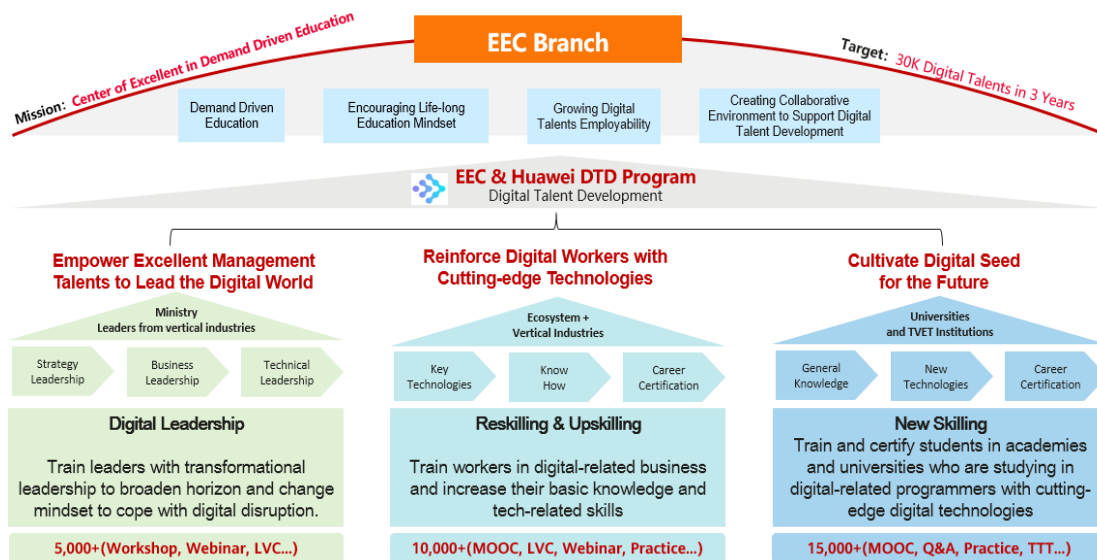 EEC Branch
Mission: Center of Excellent in Demand Driven Education
Target: 30K Digital Talents in 3 Years
Demand Driven
Education
Encouraging Life-long
Education Mindset
Growing Digital
Talents Employability
Creating Collaborative
Environment to Support Digital
Talent Development
EEC & Huawei DTD Program
Digital Talent Development
Empower Excellent Management
Talents to Lead the Digital World
Ministry
Leaders from vertical industries
Strategy
Leadership
Business
Leadership
Technical
Leadership
Digital Leadership
Train leaders with transformational
leadership to broaden horizon and change
mindset to cope with digital disruption.
5,000+(Workshop, Webinar, LVC...)
Reinforce Digital Workers with
Cutting-edge Technologies
Ecosystem +
Vertical Industries
Key
Technologies
Know
How
Career
Certification
Reskilling & Upskilling
Train workers in digital-related business
and increase their basic knowledge and
tech-related skills
10,000+(MOOC, LVC, Webinar, Practice...)
Cultivate Digital Seed
for the Future
Universities
and TVET Institutions
General
Knowledge
New
Technologies
Career
Certification
New Skilling
Train and certify students in academies
and universities who are studying in
digital-related programmers with cutting-
edge digital technologies
15,000+(MOOC, Q&A, Practice, TTT...)